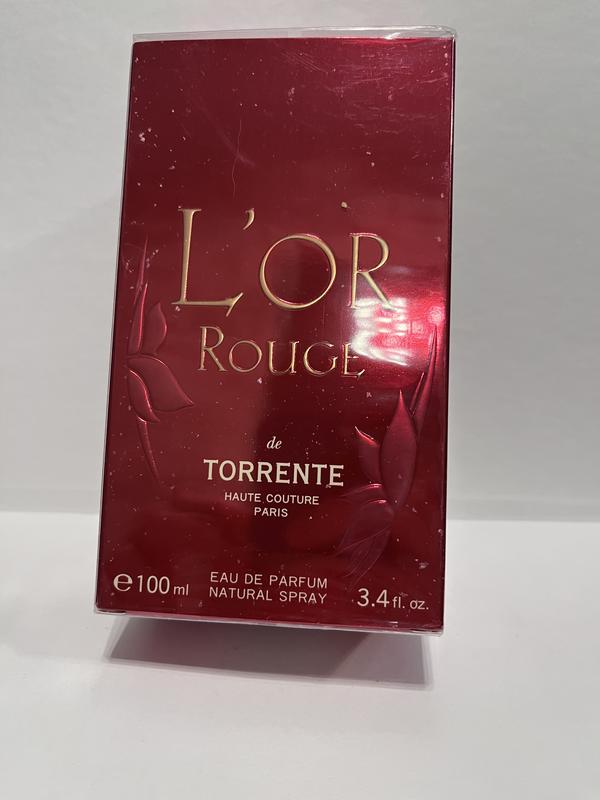 L'OR
ROUGE
de
TORRENTE
HAUTE COUTURE
PARIS
℮100 ml
EAU DE PARFUM
NATURAL SPRAY
3.4 fl. oz.